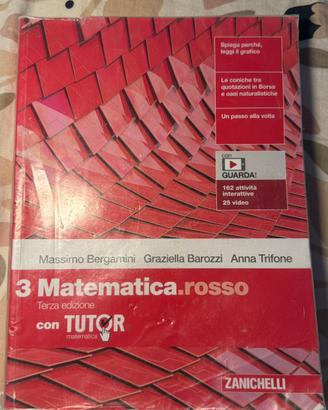 Spiega perché,
leggi il grafico
Le coniche tra
quotazioni in Borsa
e oasi naturalistiche
Un passo alla volta
con
GUARDA!
162 attività
interattive
25 video
Massimo Bergamini Graziella Barozzi Anna Trifone
3 Matematica.rosso
Terza edizione
con TUTOR
matematica
ZANICHELLI